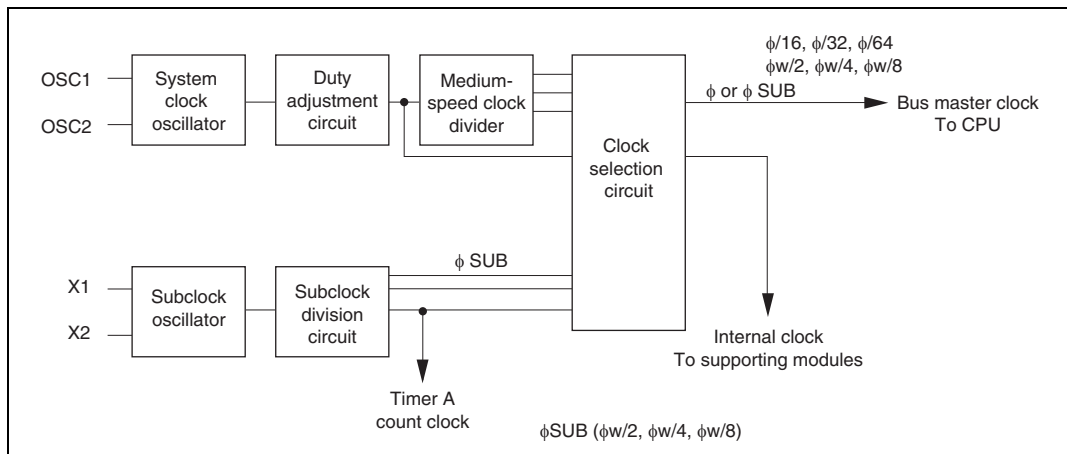 OSC1
OSC2
System
clock
oscillator
Duty
adjustment
circuit
Medium-
speed clock
divider
Clock
selection
circuit
ϕ/16, ϕ/32, ϕ/64
ϕw/2, ϕw/4, ϕw/8
ϕ or ϕ SUB
Bus master clock
To CPU
X1
X2
Subclock
oscillator
Subclock
division
circuit
ϕ SUB
Timer A
count clock
Internal clock
To supporting modules
ϕSUB (ϕw/2, ϕw/4, ϕw/8)